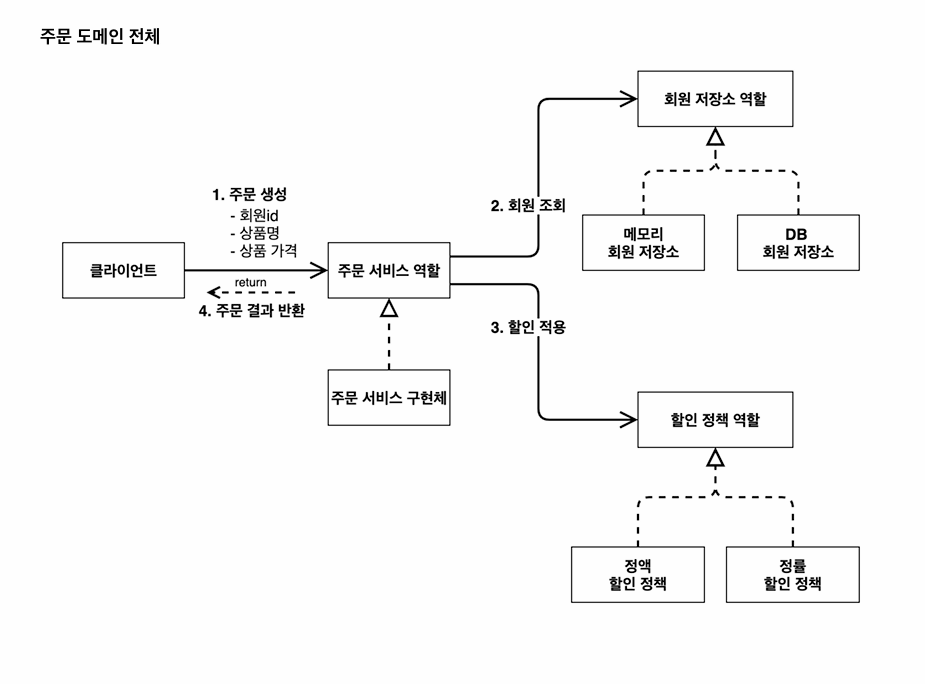 주문 도메인 전체
회원 저장소 역할
1. 주문 생성
- 회원id
- 상품명
- 상품 가격
2. 회원 조회
메모리
회원 저장소
DB
회원 저장소
클라이언트
주문 서비스 역할
return
4. 주문 결과 반환
3. 할인 적용
주문 서비스 구현체
할인 정책 역할
정액
할인 정책
정률
할인 정책